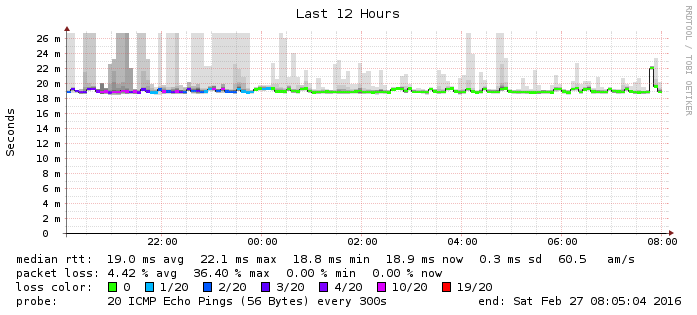 Last 12 Hours
RRDTOOL / TOBI OETIKER
Seconds
26 m
24 m
22 m
20 m
18 m
16 m
14 m
12 m
10 m
8 m
6 m
4 m
2 m
0
22:00 00:00 02:00 04:00 06:00 08:00
median rtt: 19.0 ms avg 22.1 ms max 18.8 ms min 18.9 ms now 0.3 ms sd 60.5 am/s
packet loss: 4.42 % avg 36.40 % max 0.00 % min 0.00 % now
loss color: 0 1/20 2/20 3/20 4/20 10/20 19/20
probe: 20 ICMP Echo Pings (56 Bytes) every 300s end: Sat Feb 27 08:05:04 2016